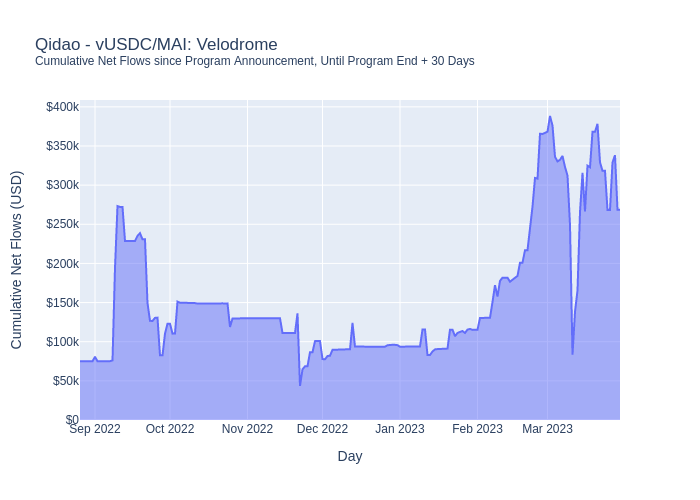 Qidao - vUSDC/MAI: Velodrome
Cumulative Net Flows since Program Announcement, Until Program End + 30 Days
Cumulative Net Flows (USD)
$400k
$350k
$300k
$250k
$200k
$150k
$100k
$50k
$0
Sep 2022 Oct 2022 Nov 2022 Dec 2022 Jan 2023 Feb 2023 Mar 2023
Day